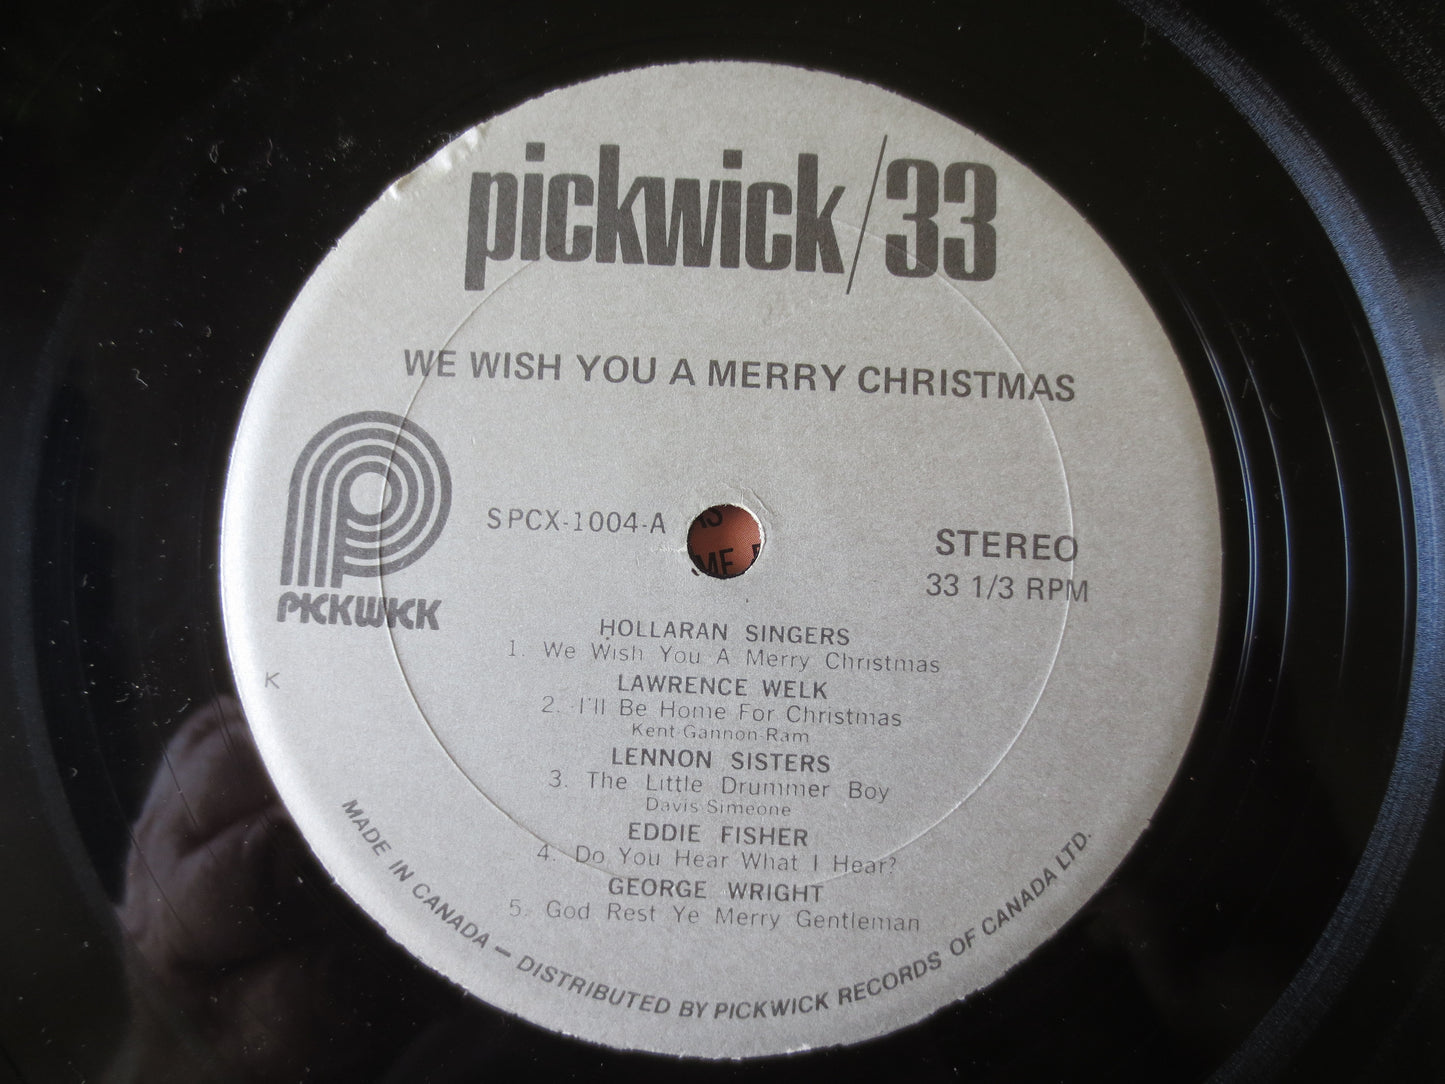 pickwick/33
WE WISH YOU A MERRY CHRISTMAS
PICKWICK
SPCX-1004-A
STEREO
33 1/3 RPM
AS
ME
K
HOLLARAN SINGERS
1. We Wish You A Merry Christmas
LAWRENCE WELK
2. I'll Be Home For Christmas
Kent-Gannon-Ram
LENNON SISTERS
3. The Little Drummer Boy
Davis-Simeone
EDDIE FISHER
4. Do You Hear What I Hear?
GEORGE WRIGHT
5. God Rest Ye Merry Gentleman
MADE IN CANADA — DISTRIBUTED BY PICKWICK RECORDS OF CANADA LTD.